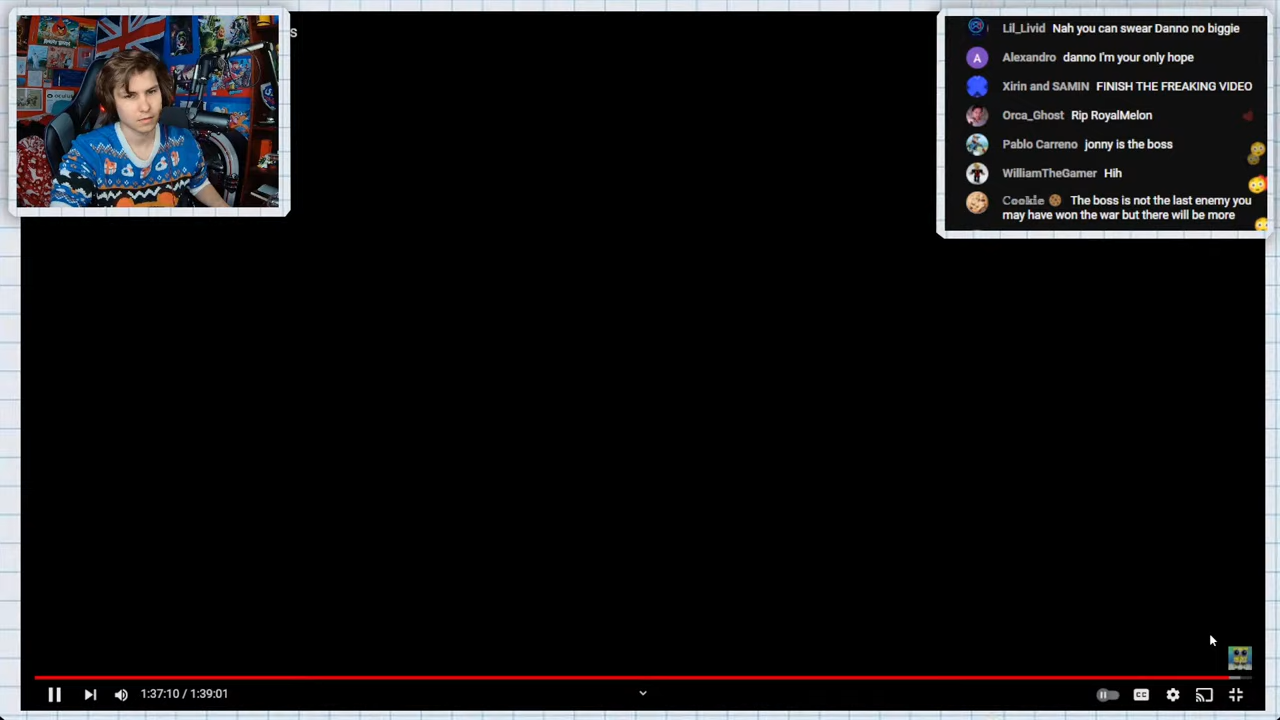 s
Lil_Livid Nah you can swear Danno no biggie
A Alexandro danno I'm your only hope
Xirin and SAMIN FINISH THE FREAKING VIDEO
Orca_Ghost Rip RoyalMelon
Pablo Carreno jonny is the boss
WilliamTheGamer Hih
ℂ𝕠𝕠𝕜𝕚𝕖 🍪 The boss is not the last enemy you
may have won the war but there will be more
1:37:10 / 1:39:01
CC